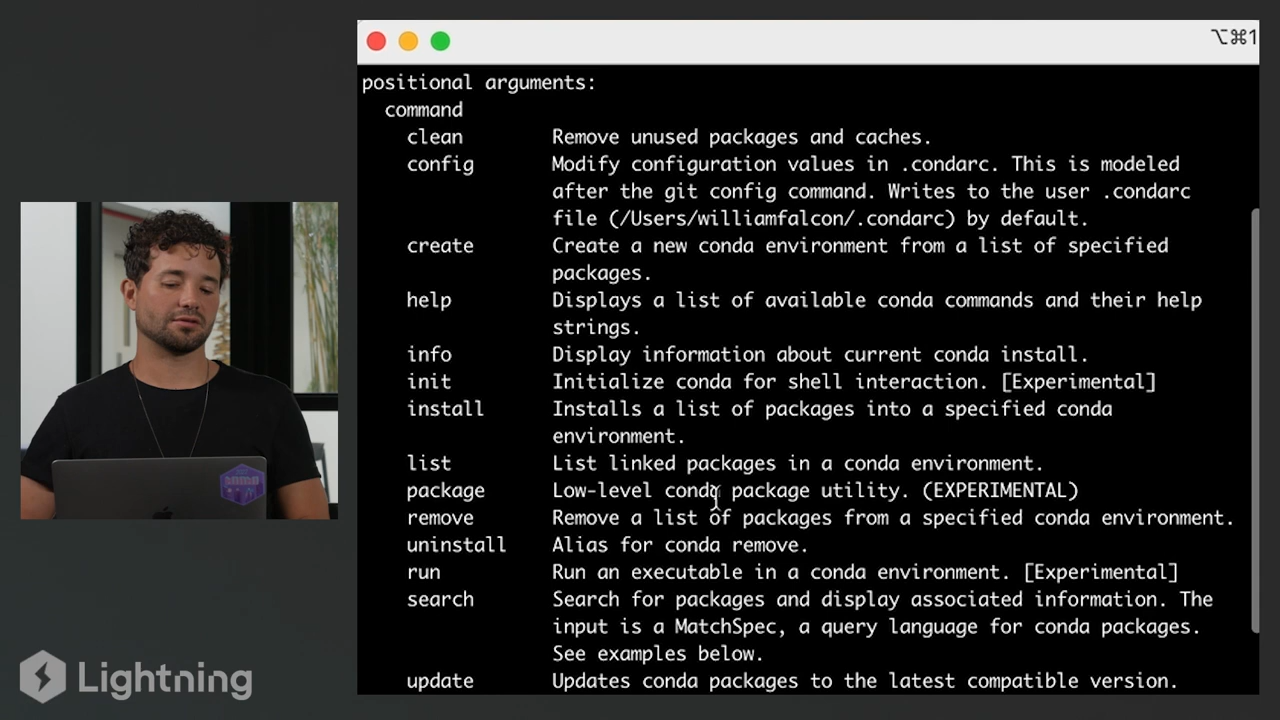 ⌥⌘1
positional arguments:
command
clean Remove unused packages and caches.
config Modify configuration values in .condarc. This is modeled
after the git config command. Writes to the user .condarc
file (/Users/williamfalcon/.condarc) by default.
create Create a new conda environment from a list of specified
packages.
help Displays a list of available conda commands and their help
strings.
info Display information about current conda install.
init Initialize conda for shell interaction. [Experimental]
install Installs a list of packages into a specified conda
environment.
list List linked packages in a conda environment.
package Low-level conda package utility. (EXPERIMENTAL)
remove Remove a list of packages from a specified conda environment.
uninstall Alias for conda remove.
run Run an executable in a conda environment. [Experimental]
search Search for packages and display associated information. The
input is a MatchSpec, a query language for conda packages.
See examples below.
update Updates conda packages to the latest compatible version.
Lightning